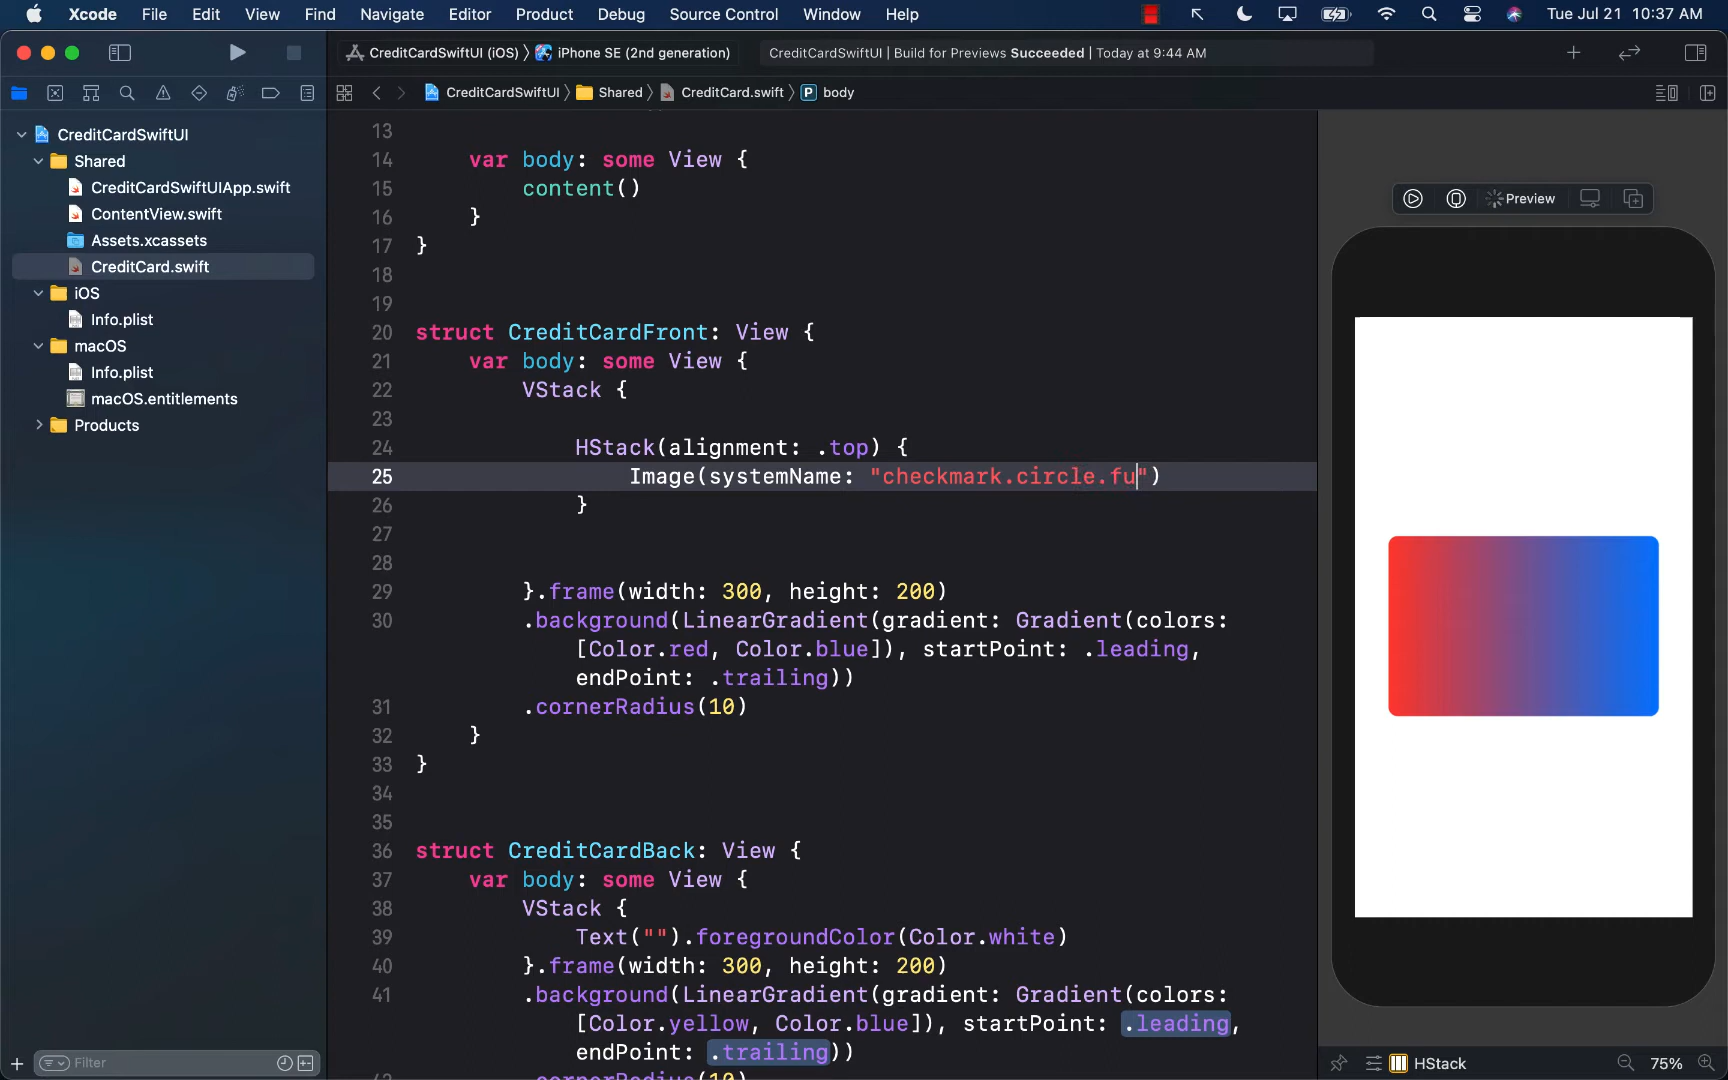 Xcode File Edit View Find Navigate Editor Product Debug Source Control Window Help Tue Jul 21 10:37 AM
CreditCardSwiftUI (iOS) iPhone SE (2nd generation) CreditCardSwiftUI | Build for Previews Succeeded | Today at 9:44 AM
CreditCardSwiftUI Shared CreditCard.swift P body
CreditCardSwiftUI
Shared
CreditCardSwiftUIApp.swift
ContentView.swift
Assets.xcassets
CreditCard.swift
iOS
Info.plist
macOS
Info.plist
macOS.entitlements
Products
Filter
13
14 var body: some View {
15 content()
16 }
17 }
18
19
20 struct CreditCardFront: View {
21 var body: some View {
22 VStack {
23
24 HStack(alignment: .top) {
25 Image(systemName: "checkmark.circle.fu")
26 }
27
28
29 }.frame(width: 300, height: 200)
30 .background(LinearGradient(gradient: Gradient(colors:
[Color.red, Color.blue]), startPoint: .leading,
endPoint: .trailing))
31 .cornerRadius(10)
32 }
33 }
34
35
36 struct CreditCardBack: View {
37 var body: some View {
38 VStack {
39 Text("").foregroundColor(Color.white)
40 }.frame(width: 300, height: 200)
41 .background(LinearGradient(gradient: Gradient(colors:
[Color.yellow, Color.blue]), startPoint: .leading,
endPoint: .trailing))
Preview
HStack 75%